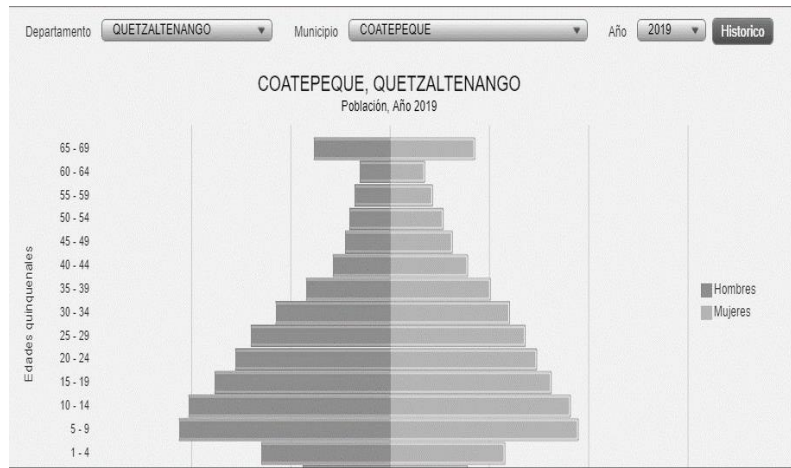 Departamento QUETZALTENANGO Municipio COATEPEQUE Año 2019 Historico
COATEPEQUE, QUETZALTENANGO
Población, Año 2019
Edades quinquenales
65 - 69
60 - 64
55 - 59
50 - 54
45 - 49
40 - 44
35 - 39
30 - 34
25 - 29
20 - 24
15 - 19
10 - 14
5 - 9
1 - 4
Hombres
Mujeres